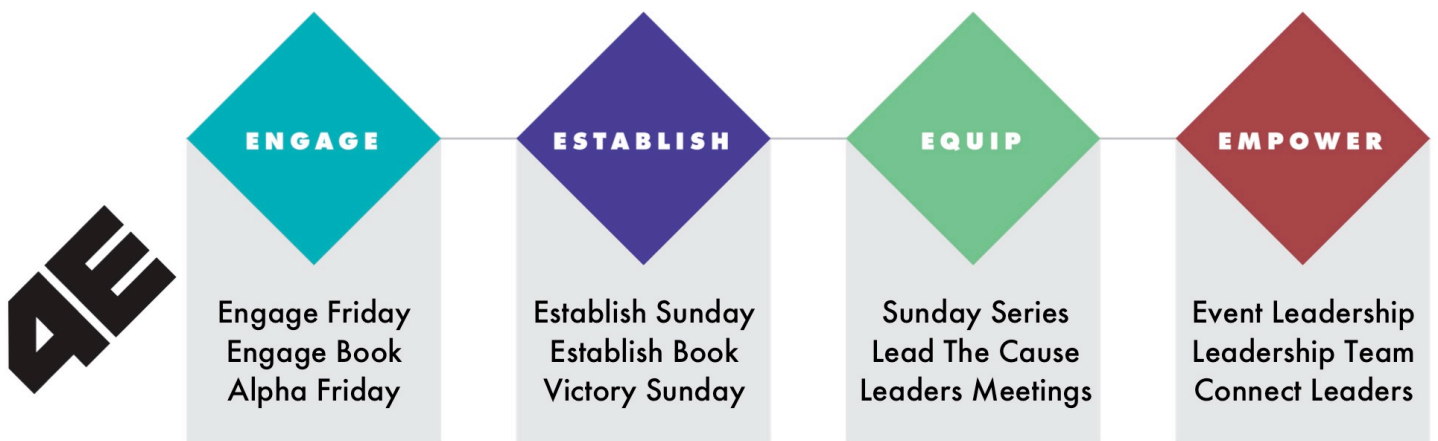 4E
ENGAGE
Engage Friday
Engage Book
Alpha Friday
ESTABLISH
Establish Sunday
Establish Book
Victory Sunday
EQUIP
Sunday Series
Lead The Cause
Leaders Meetings
EMPOWER
Event Leadership
Leadership Team
Connect Leaders